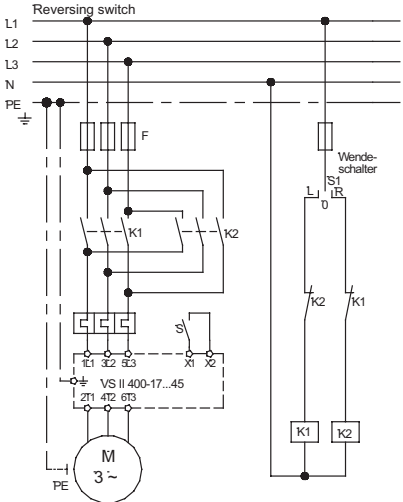 Reversing switch
L1
L2
L3
N
PE
F
Wende-
schalter
S1
L R
0
K1 K2
K2 K1
S
1L1 3L2 5L3 X1 X2
VS II 400-17...45
2T1 4T2 6T3
K1 K2
M
3 ~
PE